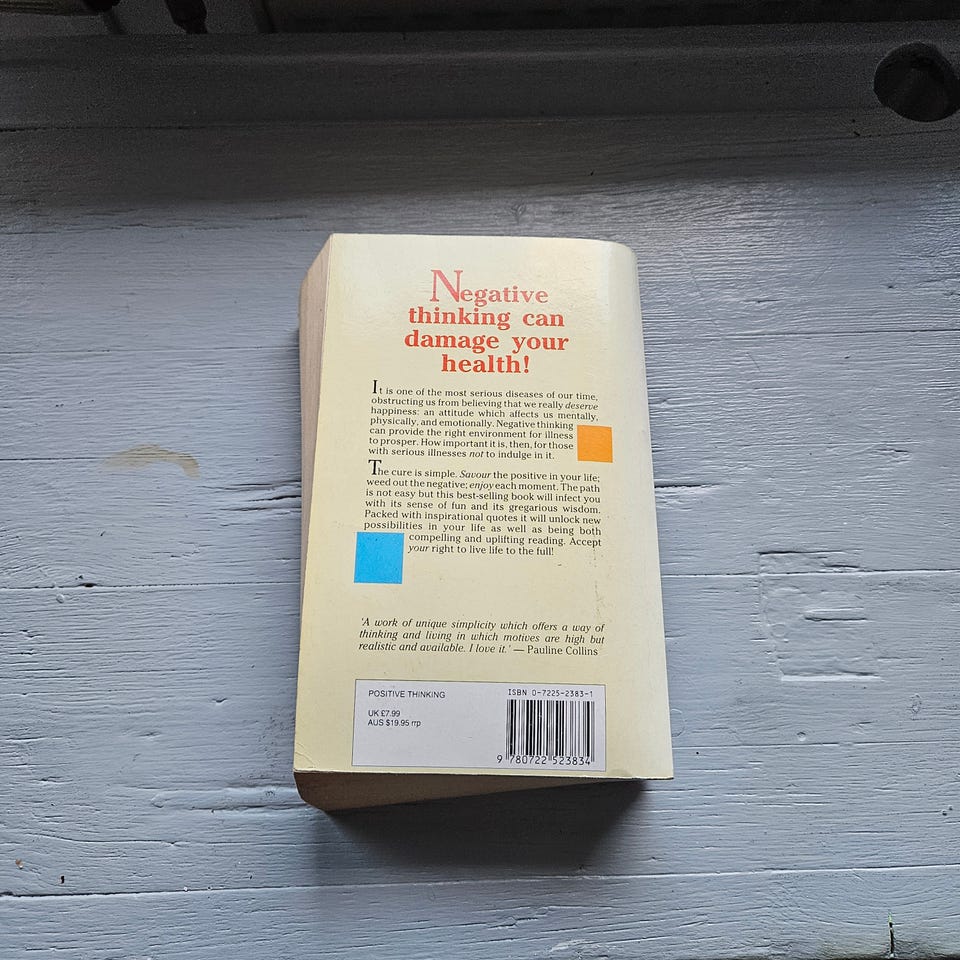 Negative
thinking can
damage your
health!
It is one of the most serious diseases of our time,
obstructing us from believing that we really deserve
happiness: an attitude which affects us mentally,
physically, and emotionally. Negative thinking
can provide the right environment for illness
to prosper. How important it is, then, for those
with serious illnesses not to indulge in it.
The cure is simple. Savour the positive in your life;
weed out the negative; enjoy each moment. The path
is not easy but this best-selling book will infect you
with its sense of fun and its gregarious wisdom.
Packed with inspirational quotes it will unlock new
possibilities in your life as well as being both
compelling and uplifting reading. Accept
your right to live life to the full!
'A work of unique simplicity which offers a way of
thinking and living in which motives are high but
realistic and available. I love it.' — Pauline Collins
POSITIVE THINKING
UK £7.99
AUS $19.95 rrp
ISBN 0-7225-2383-1
9 780722 523834